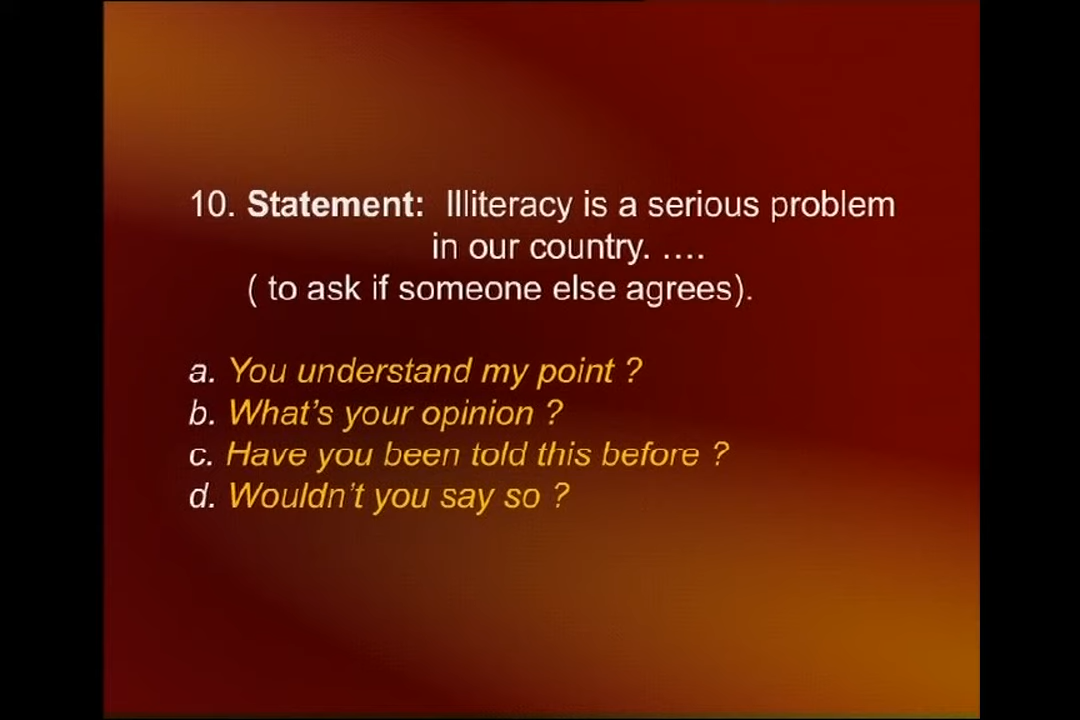 10. Statement: Illiteracy is a serious problem
in our country. ....
( to ask if someone else agrees).
a. You understand my point ?
b. What's your opinion ?
c. Have you been told this before ?
d. Wouldn't you say so ?